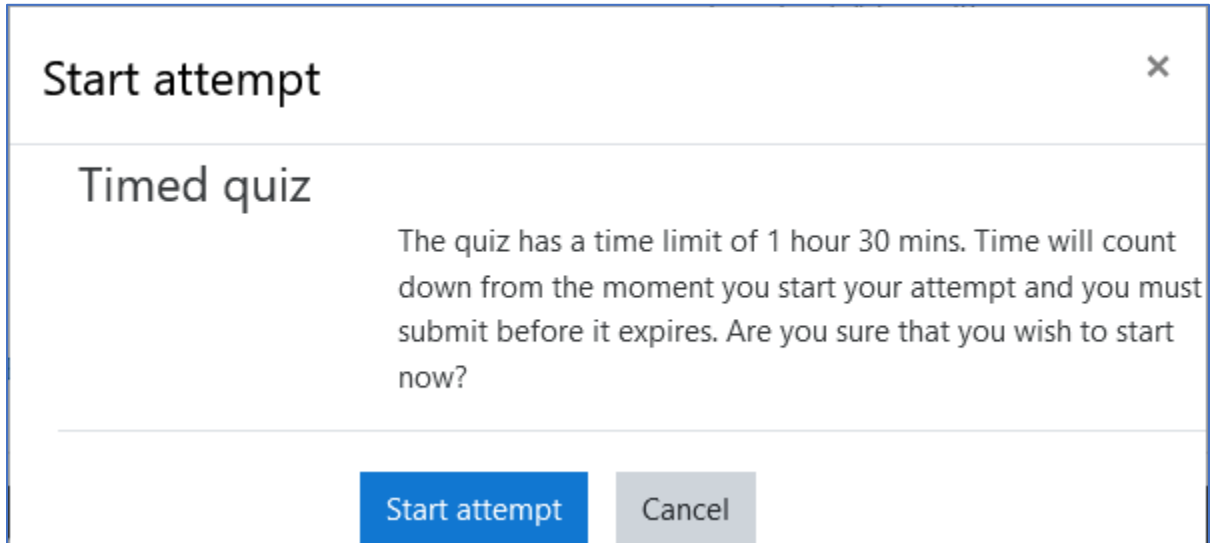 Start attempt
×
Timed quiz
The quiz has a time limit of 1 hour 30 mins. Time will count
down from the moment you start your attempt and you must
submit before it expires. Are you sure that you wish to start
now?
Start attempt
Cancel